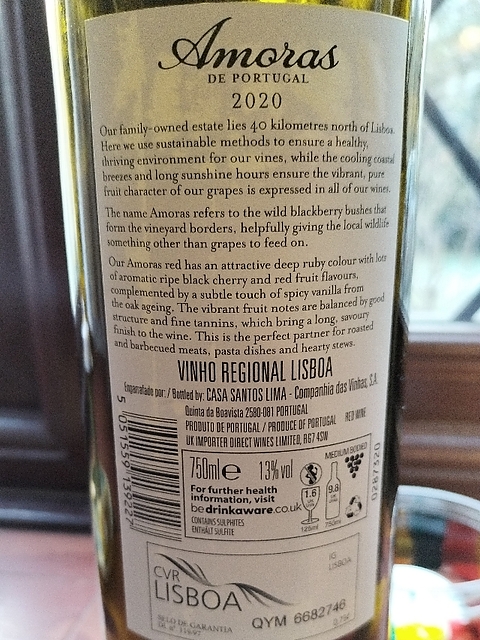 Amoras
DE PORTUGAL
2020
Our family-owned estate lies 40 kilometres north of Lisboa.
Here we use sustainable methods to ensure a healthy,
thriving environment for our vines, while the cooling coastal
breezes and long sunshine hours ensure the vibrant, pure
fruit character of our grapes is expressed in all of our wines.
The name Amoras refers to the wild blackberry bushes that
form the vineyard borders, helpfully giving the local wildlife
something other than grapes to feed on.
Our Amoras red has an attractive deep ruby colour with lots
of aromatic ripe black cherry and red fruit flavours,
complemented by a subtle touch of spicy vanilla from
the oak ageing. The vibrant fruit notes are balanced by good
structure and fine tannins, which bring a long, savoury
finish to the wine. This is the perfect partner for roasted
and barbecued meats, pasta dishes and hearty stews.
VINHO REGIONAL LISBOA
Engarrafado por: / Bottled by: CASA SANTOS LIMA - Companhia das Vinhas, S.A.
Quinta da Boavista 2580-081 PORTUGAL
PRODUTO DE PORTUGAL / PRODUCE OF PORTUGAL RED WINE
UK IMPORTER DIRECT WINES LIMITED, RG7 4SW
MEDIUM BODIED
750ml e 13% vol
For further health
information, visit
bedrinkaware.co.uk
CONTAINS SULPHITES
ENTHÄLT SULFITE
1.6
9.8
125ml
750ml
0287320
CVR
LISBOA
IG
LISBOA
SELO DE GARANTIA
QYM 6682746